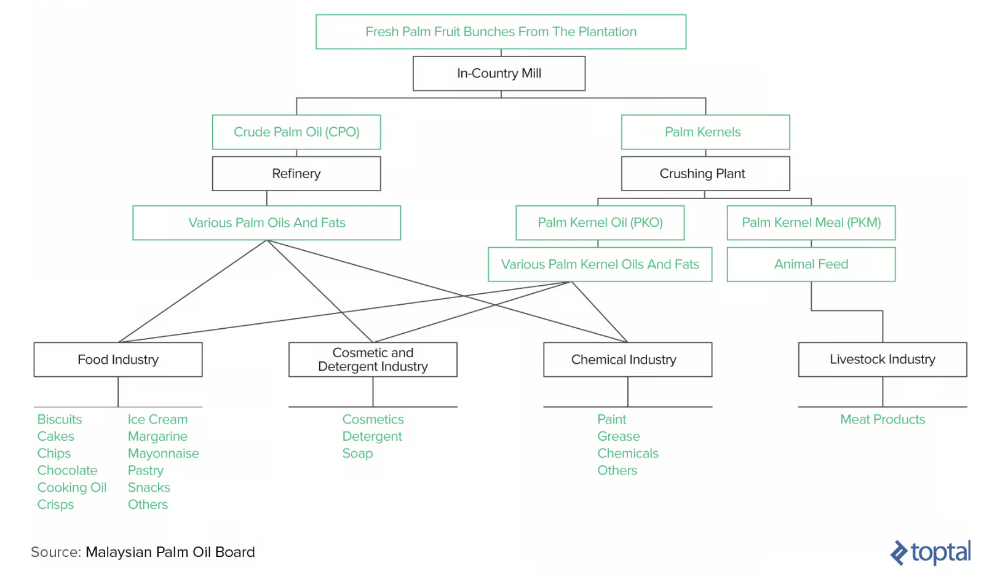 Fresh Palm Fruit Bunches From The Plantation
In-Country Mill
Crude Palm Oil (CPO)
Palm Kernels
Refinery
Crushing Plant
Various Palm Oils And Fats
Palm Kernel Oil (PKO)
Palm Kernel Meal (PKM)
Various Palm Kernel Oils And Fats
Animal Feed
Food Industry
Cosmetic and
Detergent Industry
Chemical Industry
Livestock Industry
Biscuits
Cakes
Chips
Chocolate
Cooking Oil
Crisps
Ice Cream
Margarine
Mayonnaise
Pastry
Snacks
Others
Cosmetics
Detergent
Soap
Paint
Grease
Chemicals
Others
Meat Products
Source: Malaysian Palm Oil Board
toptal